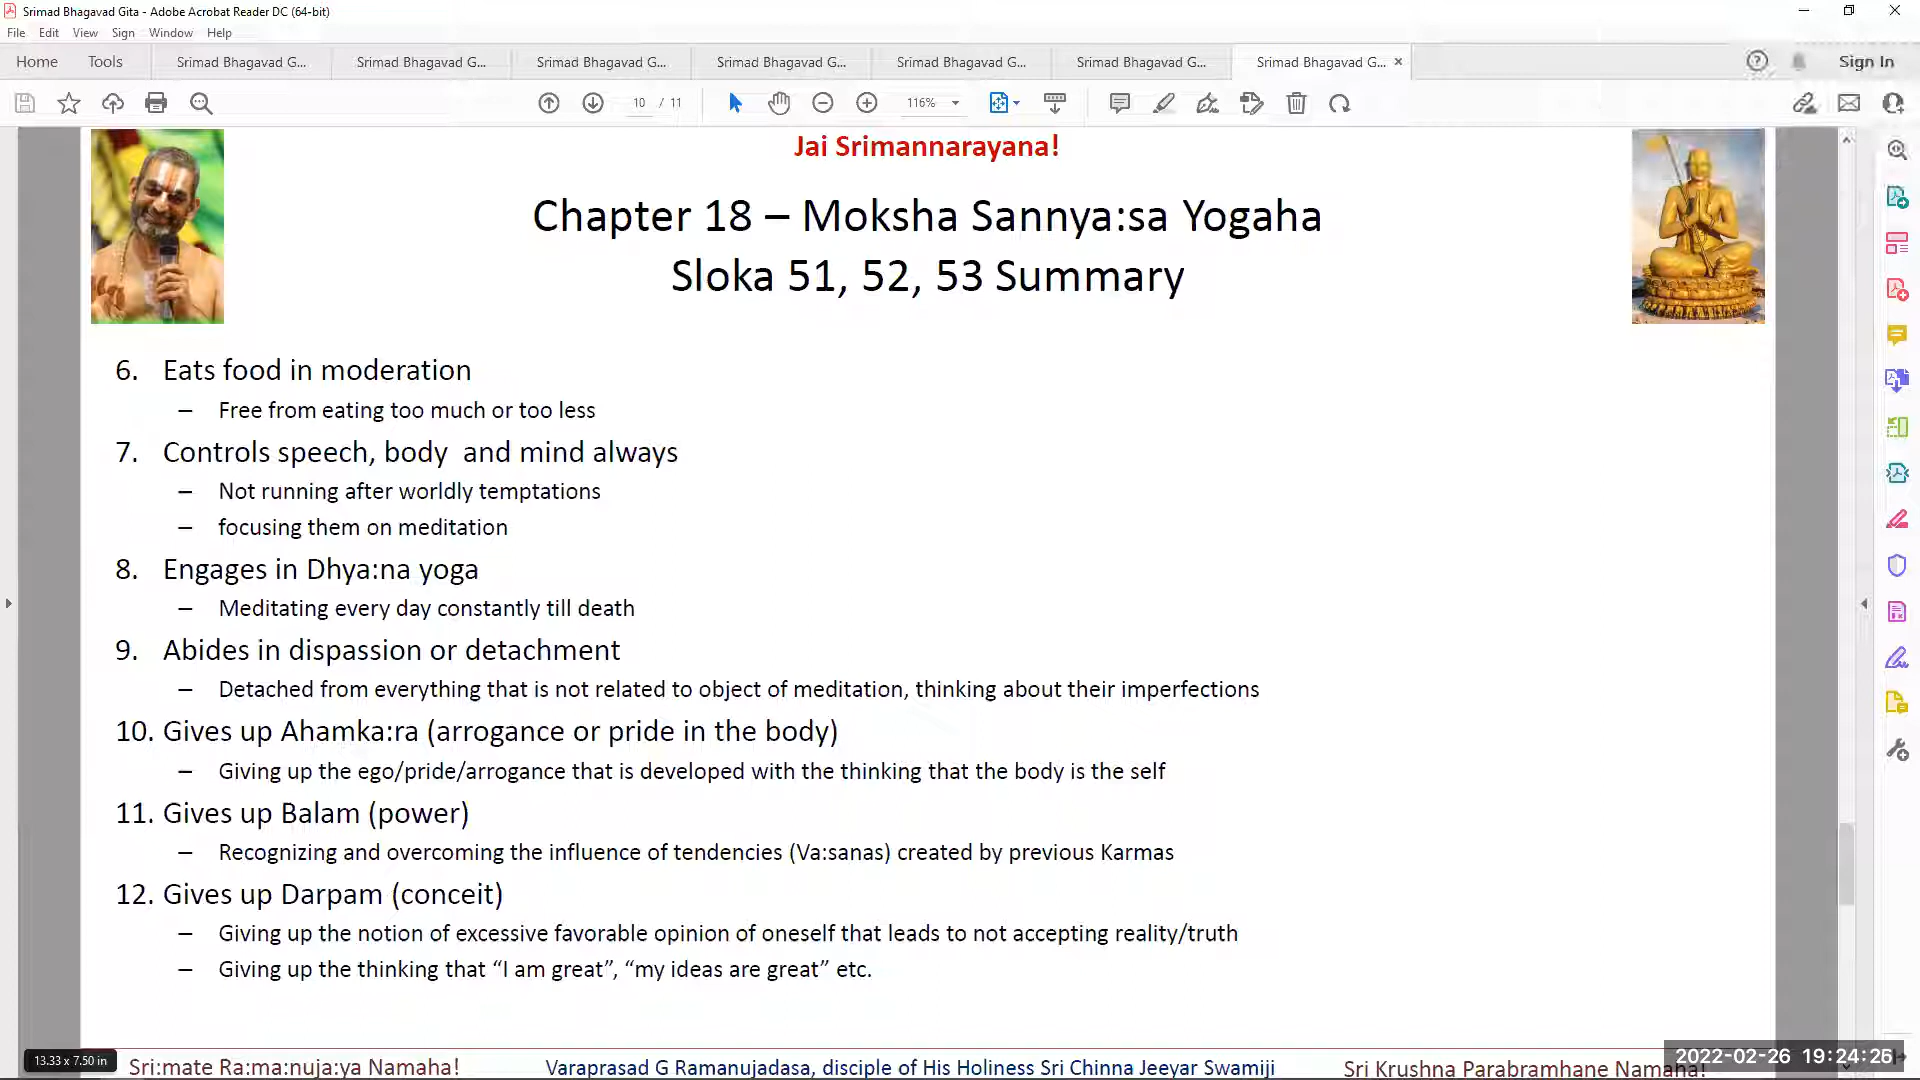 Srimad Bhagavad Gita - Adobe Acrobat Reader DC (64-bit)
File Edit View Sign Window Help
Home Tools Srimad Bhagavad G... Srimad Bhagavad G... Srimad Bhagavad G... Srimad Bhagavad G... Srimad Bhagavad G... Srimad Bhagavad G... Srimad Bhagavad G... Sign In
10 / 11 116%
Jai Srimannarayana!
Chapter 18 – Moksha Sannya:sa Yogaha
Sloka 51, 52, 53 Summary
6. Eats food in moderation
– Free from eating too much or too less
7. Controls speech, body and mind always
– Not running after worldly temptations
– focusing them on meditation
8. Engages in Dhya:na yoga
– Meditating every day constantly till death
9. Abides in dispassion or detachment
– Detached from everything that is not related to object of meditation, thinking about their imperfections
10. Gives up Ahamka:ra (arrogance or pride in the body)
– Giving up the ego/pride/arrogance that is developed with the thinking that the body is the self
11. Gives up Balam (power)
– Recognizing and overcoming the influence of tendencies (Va:sanas) created by previous Karmas
12. Gives up Darpam (conceit)
– Giving up the notion of excessive favorable opinion of oneself that leads to not accepting reality/truth
– Giving up the thinking that “I am great”, “my ideas are great” etc.
13.33 x 7.50 in
Sri:mate Ra:ma:nuja:ya Namaha! Varaprasad G Ramanujadasa, disciple of His Holiness Sri Chinna Jeeyar Swamiji Sri Krushna Parabramhane Namaha!
2022-02-26 19:24:26